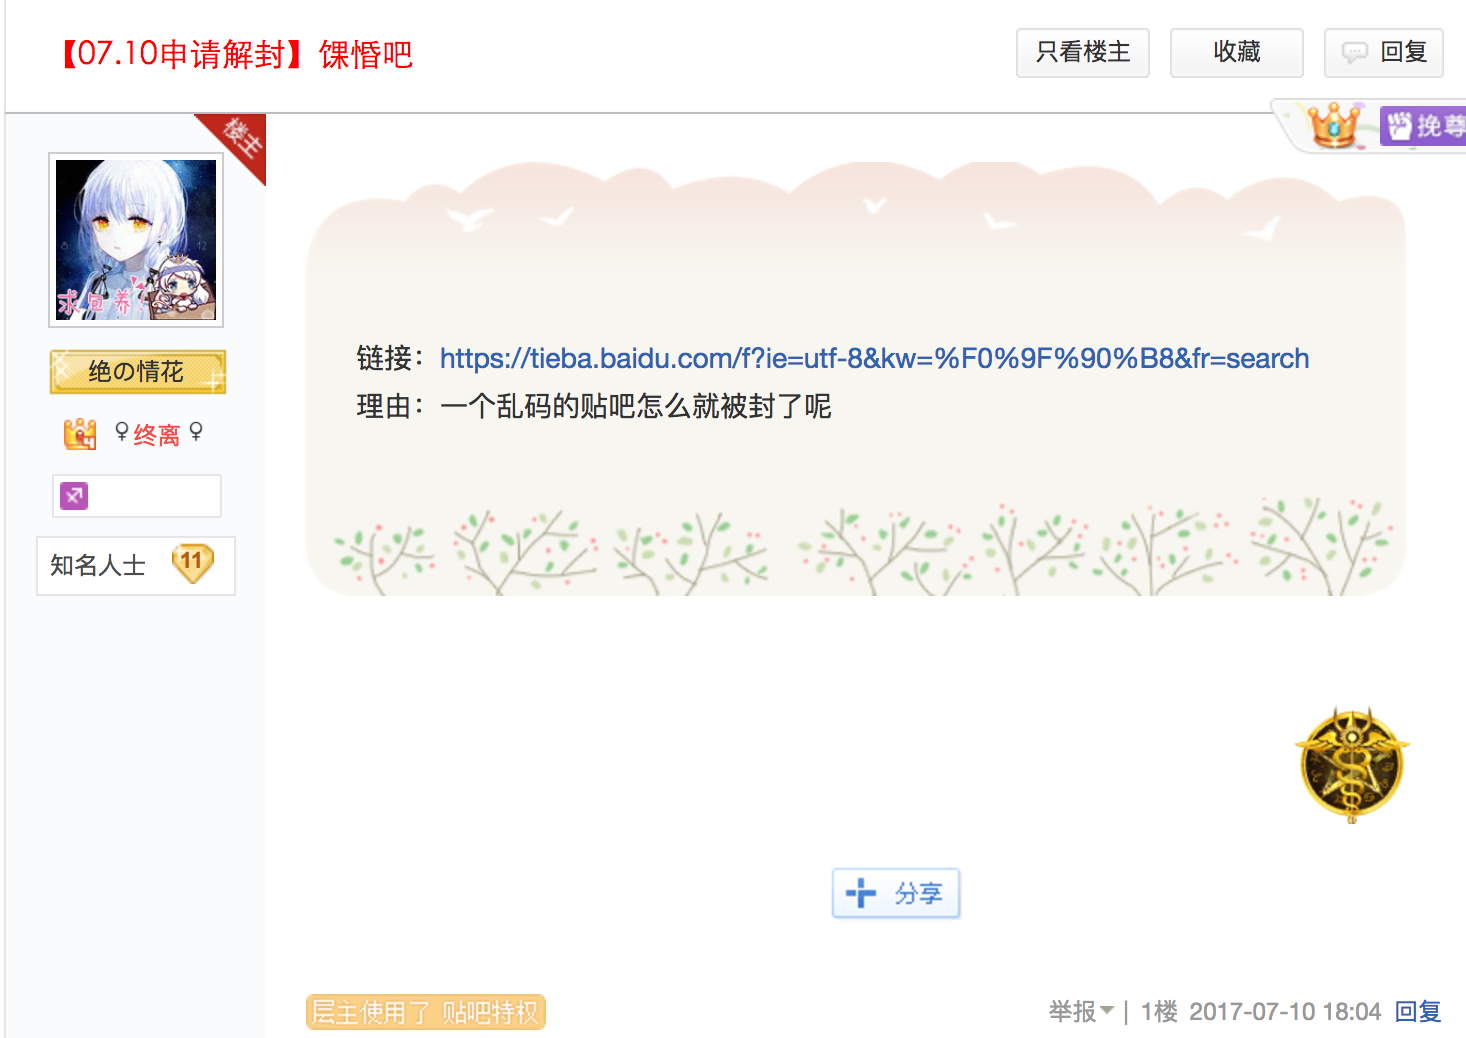 【07.10申请解封】馃惛吧
只看楼主
收藏
回复
楼主
挽尊
求包养!
绝の情花
4 ♀终离♀
知名人士 11
链接：https://tieba.baidu.com/f?ie=utf-8&kw=%F0%9F%90%B8&fr=search
理由：一个乱码的贴吧怎么就被封了呢
分享
层主使用了 贴吧特权
举报 | 1楼 2017-07-10 18:04 回复